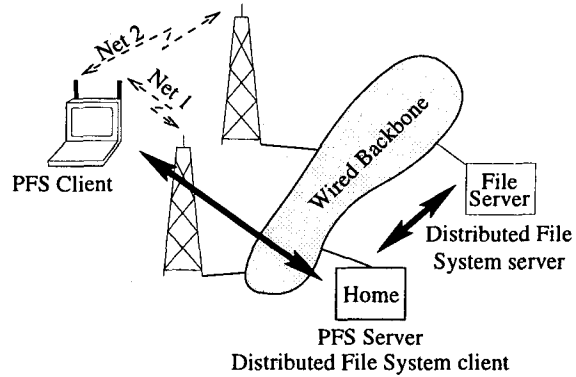 Net 2
Net 1
PFS Client
Wired Backbone
File
Server
Distributed File
System server
Home
PFS Server
Distributed File System client